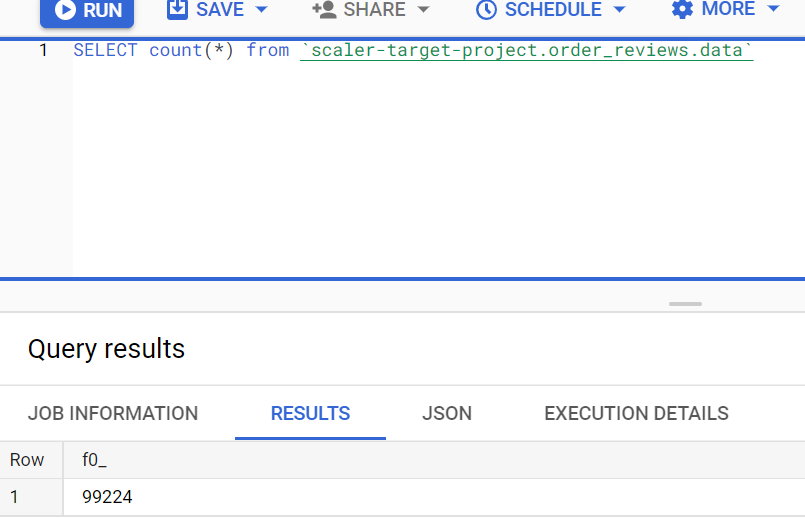 RUN SAVE SHARE SCHEDULE MORE
1 SELECT count(*) from `scaler-target-project.order_reviews.data`
Query results
JOB INFORMATION RESULTS JSON EXECUTION DETAILS
Row f0_
1 99224